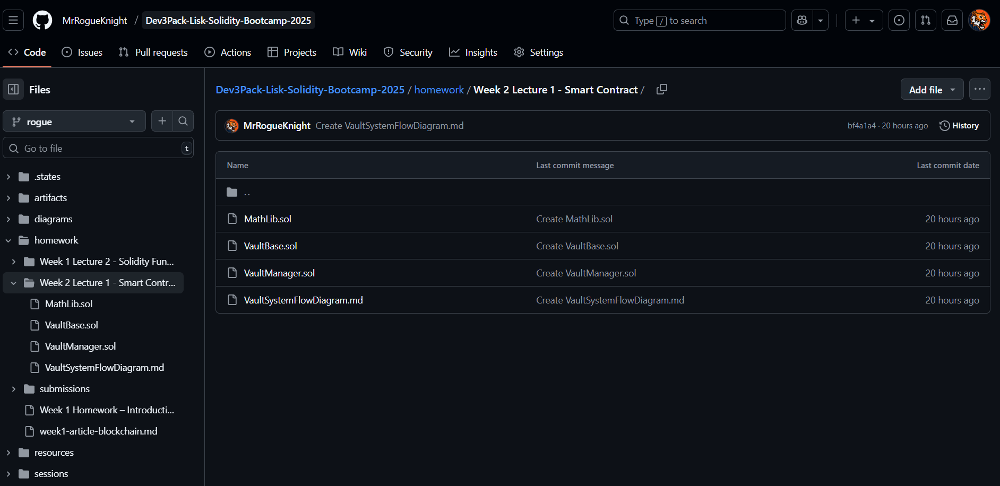 MrRogueKnight / Dev3Pack-Lisk-Solidity-Bootcamp-2025
Type / to search
Code Issues Pull requests Actions Projects Wiki Security Insights Settings
Files
rogue
Go to file
t
.states
artifacts
diagrams
homework
Week 1 Lecture 2 - Solidity Fun...
Week 2 Lecture 1 - Smart Contr...
MathLib.sol
VaultBase.sol
VaultManager.sol
VaultSystemFlowDiagram.md
submissions
Week 1 Homework – Introducti...
week1-article-blockchain.md
resources
sessions
Dev3Pack-Lisk-Solidity-Bootcamp-2025 / homework / Week 2 Lecture 1 - Smart Contract /
Add file
MrRogueKnight Create VaultSystemFlowDiagram.md bf4a1a4 · 20 hours ago History
Name Last commit message Last commit date
..
MathLib.sol Create MathLib.sol 20 hours ago
VaultBase.sol Create VaultBase.sol 20 hours ago
VaultManager.sol Create VaultManager.sol 20 hours ago
VaultSystemFlowDiagram.md Create VaultSystemFlowDiagram.md 20 hours ago